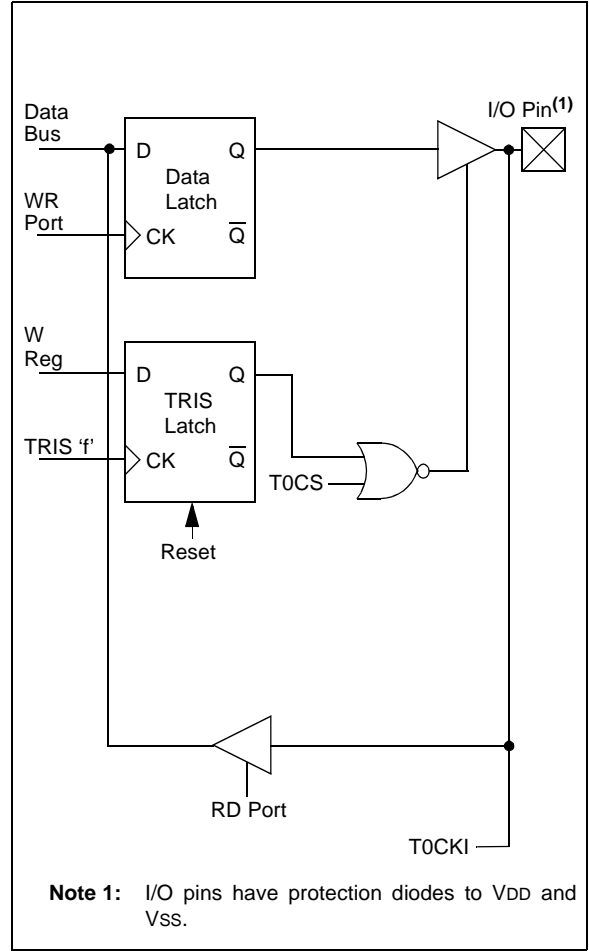 Data
Bus
I/O Pin(1)
D Q
Data
Latch
WR
Port
CK Q
W
Reg
D Q
TRIS
Latch
TRIS ‘f’
CK Q
T0CS
Reset
RD Port
T0CKI
Note 1: I/O pins have protection diodes to VDD and
VSS.